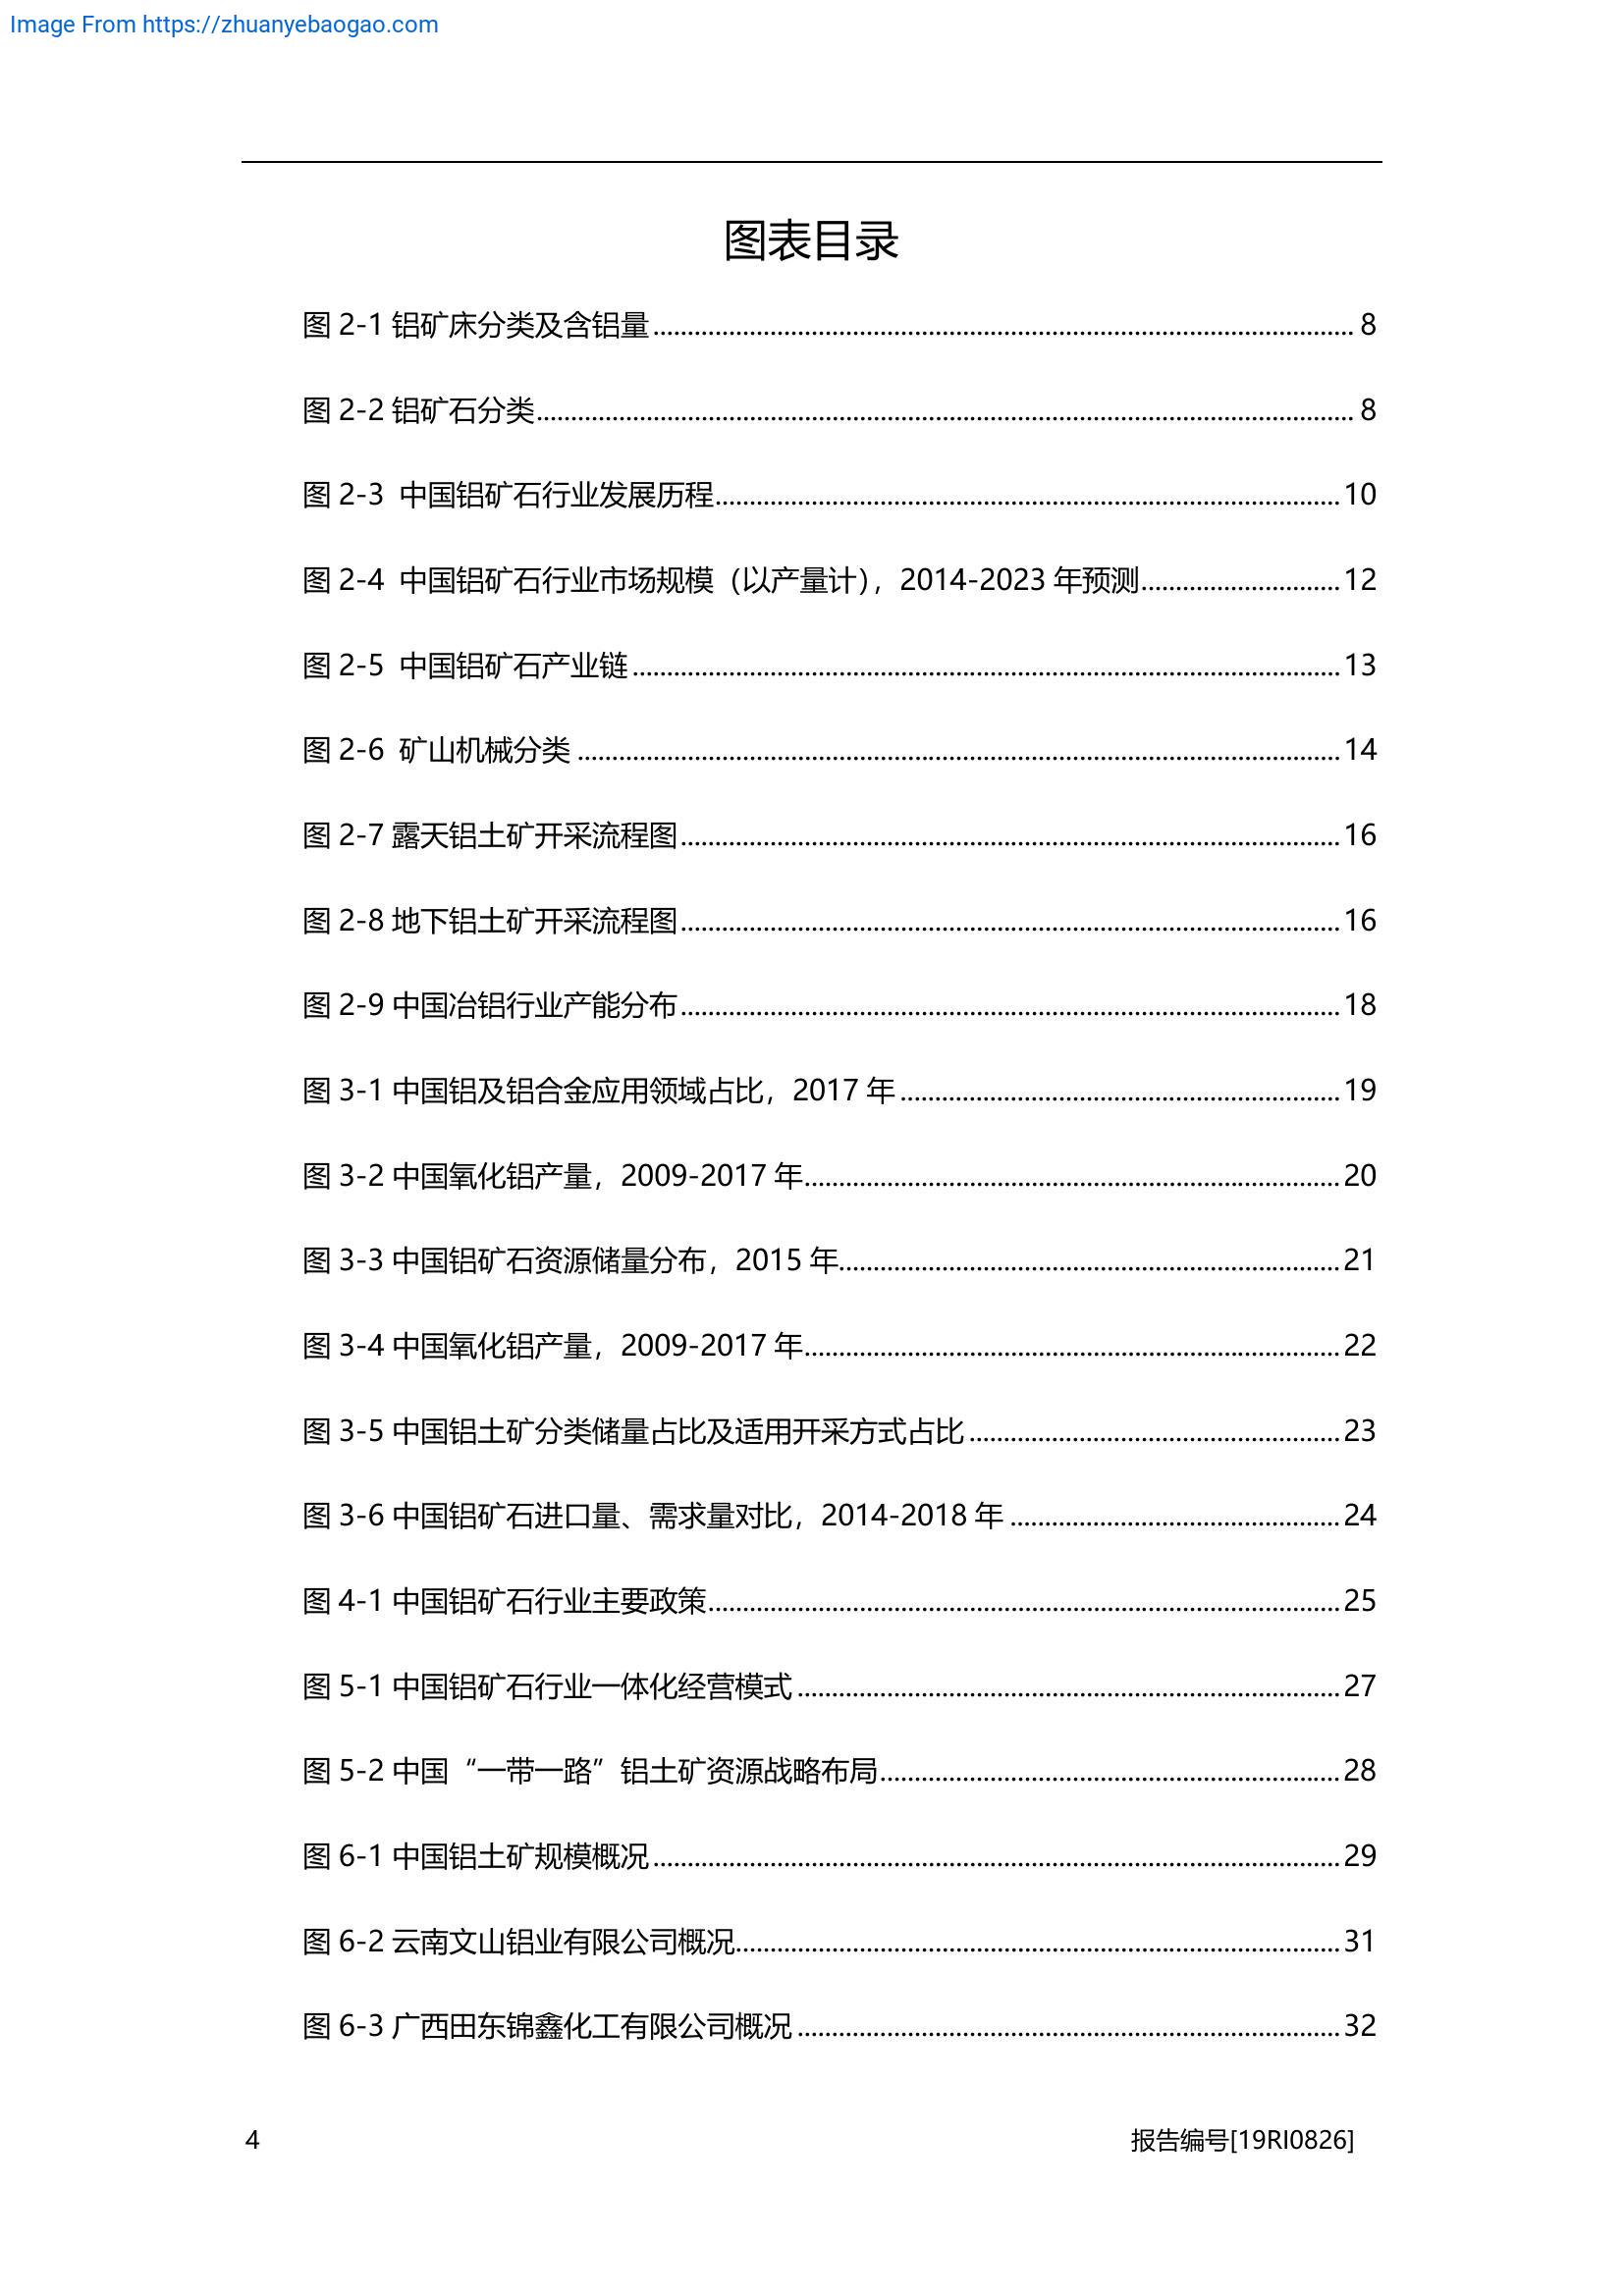 Image From https://zhuanyebaogao.com
图表目录
图 2-1 铝矿床分类及含铝量 8
图 2-2 铝矿石分类 8
图 2-3 中国铝矿石行业发展历程 10
图 2-4 中国铝矿石行业市场规模（以产量计），2014-2023 年预测 12
图 2-5 中国铝矿石产业链 13
图 2-6 矿山机械分类 14
图 2-7 露天铝土矿开采流程图 16
图 2-8 地下铝土矿开采流程图 16
图 2-9 中国冶铝行业产能分布 18
图 3-1 中国铝及铝合金应用领域占比，2017 年 19
图 3-2 中国氧化铝产量，2009-2017 年 20
图 3-3 中国铝矿石资源储量分布，2015 年 21
图 3-4 中国氧化铝产量，2009-2017 年 22
图 3-5 中国铝土矿分类储量占比及适用开采方式占比 23
图 3-6 中国铝矿石进口量、需求量对比，2014-2018 年 24
图 4-1 中国铝矿石行业主要政策 25
图 5-1 中国铝矿石行业一体化经营模式 27
图 5-2 中国“一带一路”铝土矿资源战略布局 28
图 6-1 中国铝土矿规模概况 29
图 6-2 云南文山铝业有限公司概况 31
图 6-3 广西田东锦鑫化工有限公司概况 32
4 报告编号[19RI0826]